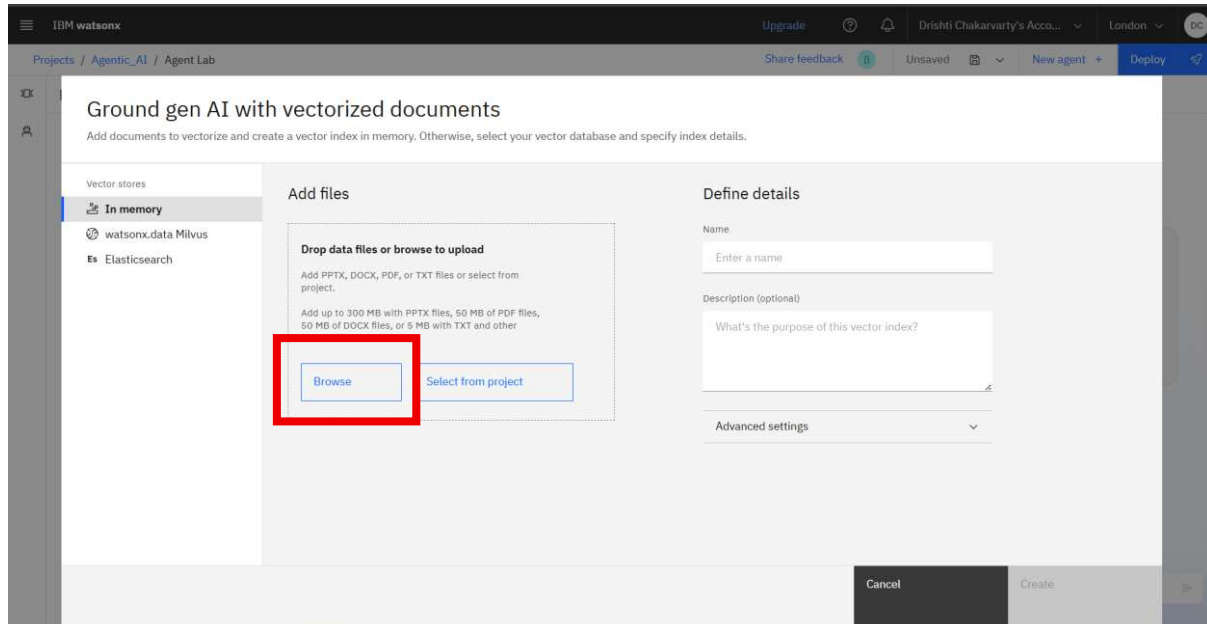 IBM watsonx
Upgrade
Drishti Chakarvarty's Acco...
London
DC
Projects / Agentic_AI / Agent Lab
Share feedback
Unsaved
New agent +
Deploy
Ground gen AI with vectorized documents
Add documents to vectorize and create a vector index in memory. Otherwise, select your vector database and specify index details.
Vector stores
In memory
watsonx.data Milvus
Es Elasticsearch
Add files
Drop data files or browse to upload
Add PPTX, DOCX, PDF, or TXT files or select from
project.
Add up to 300 MB with PPTX files, 50 MB of PDF files,
50 MB of DOCX files, or 5 MB with TXT and other
Browse
Select from project
Define details
Name
Enter a name
Description (optional)
What's the purpose of this vector index?
Advanced settings
Cancel
Create